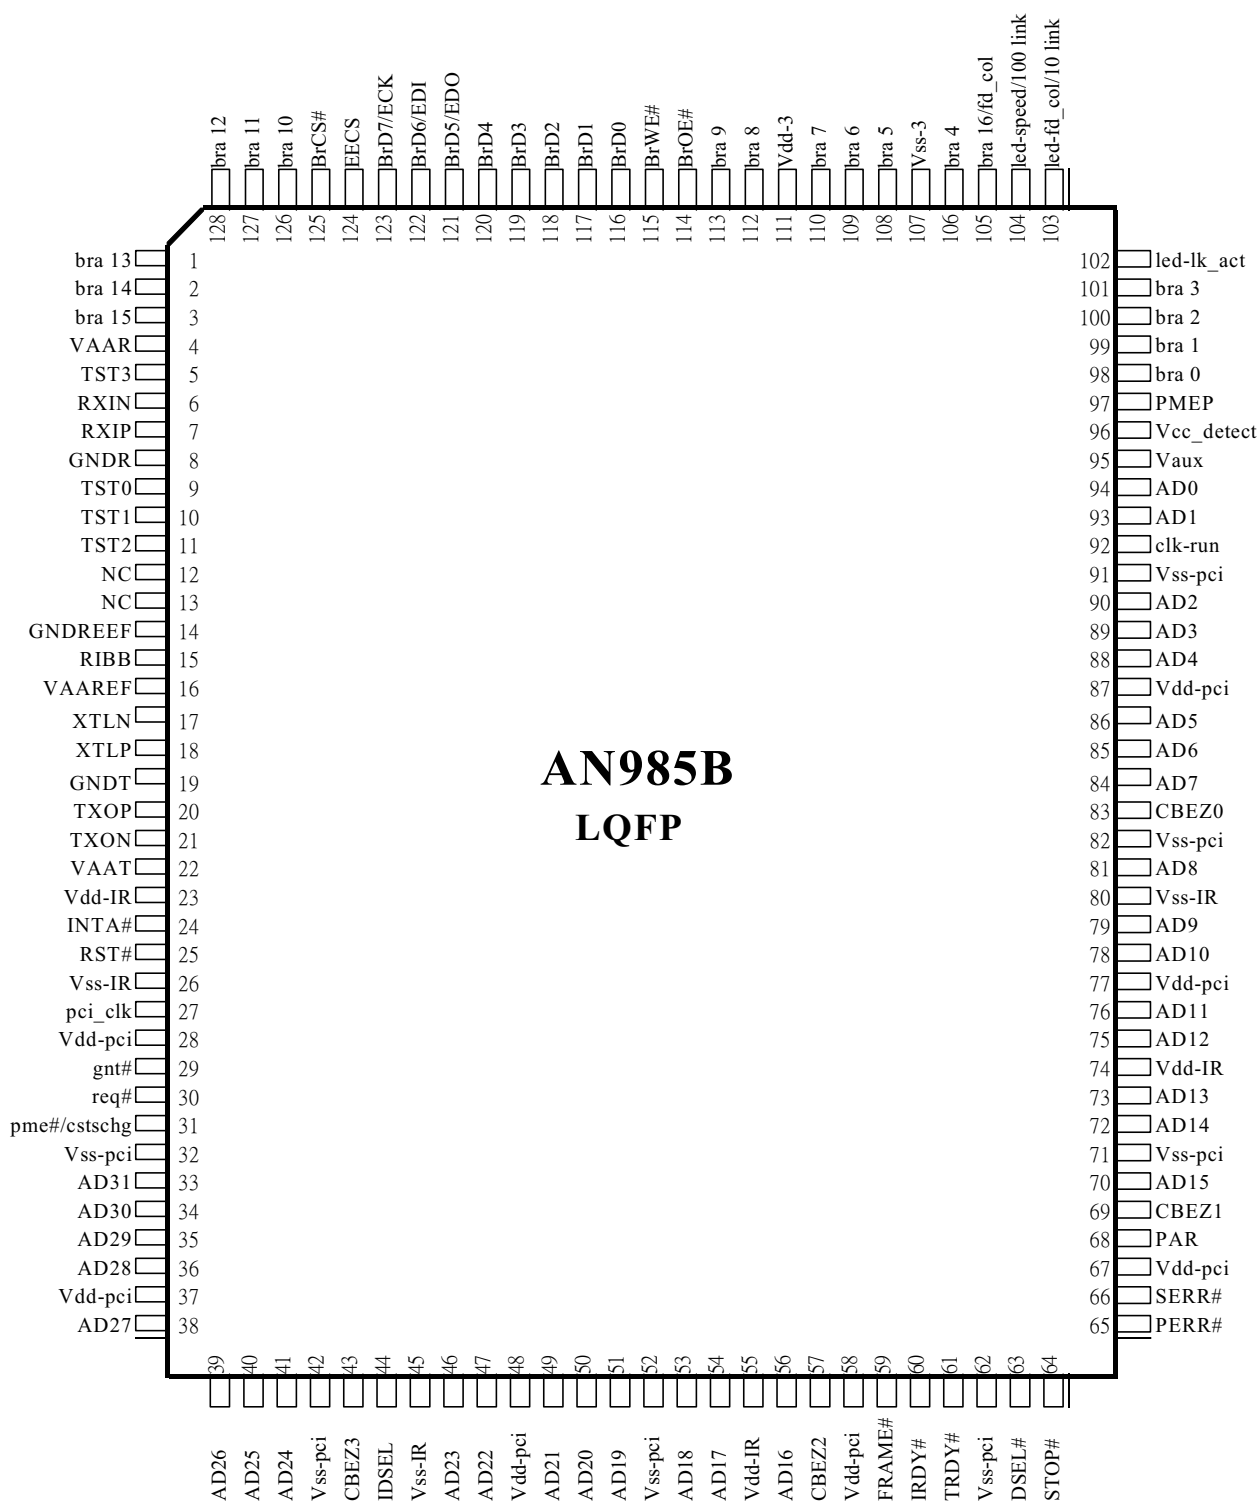 bra 12
bra 11
bra 10
BrCS#
EECS
BrD7/ECK
BrD6/EDI
BrD5/EDO
BrD4
BrD3
BrD2
BrD1
BrD0
BrWE#
BrOE#
bra 9
bra 8
Vdd-3
bra 7
bra 6
bra 5
Vss-3
bra 4
bra 16/fd_col
led-speed/100 link
led-fd_col/10 link
128
127
126
125
124
123
122
121
120
119
118
117
116
115
114
113
112
111
110
109
108
107
106
105
104
103
bra 13 1
bra 14 2
bra 15 3
VAAR 4
TST3 5
RXIN 6
RXIP 7
GNDR 8
TST0 9
TST1 10
TST2 11
NC 12
NC 13
GNDREEF 14
RIBB 15
VAAREF 16
XTLN 17
XTLP 18
GNDT 19
TXOP 20
TXON 21
VAAT 22
Vdd-IR 23
INTA# 24
RST# 25
Vss-IR 26
pci_clk 27
Vdd-pci 28
gnt# 29
req# 30
pme#/cstschg 31
Vss-pci 32
AD31 33
AD30 34
AD29 35
AD28 36
Vdd-pci 37
AD27 38
AN985B
LQFP
102 led-lk_act
101 bra 3
100 bra 2
99 bra 1
98 bra 0
97 PMEP
96 Vcc_detect
95 Vaux
94 AD0
93 AD1
92 clk-run
91 Vss-pci
90 AD2
89 AD3
88 AD4
87 Vdd-pci
86 AD5
85 AD6
84 AD7
83 CBEZ0
82 Vss-pci
81 AD8
80 Vss-IR
79 AD9
78 AD10
77 Vdd-pci
76 AD11
75 AD12
74 Vdd-IR
73 AD13
72 AD14
71 Vss-pci
70 AD15
69 CBEZ1
68 PAR
67 Vdd-pci
66 SERR#
65 PERR#
39
40
41
42
43
44
45
46
47
48
49
50
51
52
53
54
55
56
57
58
59
60
61
62
63
64
AD26
AD25
AD24
Vss-pci
CBEZ3
IDSEL
Vss-IR
AD23
AD22
Vdd-pci
AD21
AD20
AD19
Vss-pci
AD18
AD17
Vdd-IR
AD16
CBEZ2
Vdd-pci
FRAME#
IRDY#
TRDY#
Vss-pci
DSEL#
STOP#